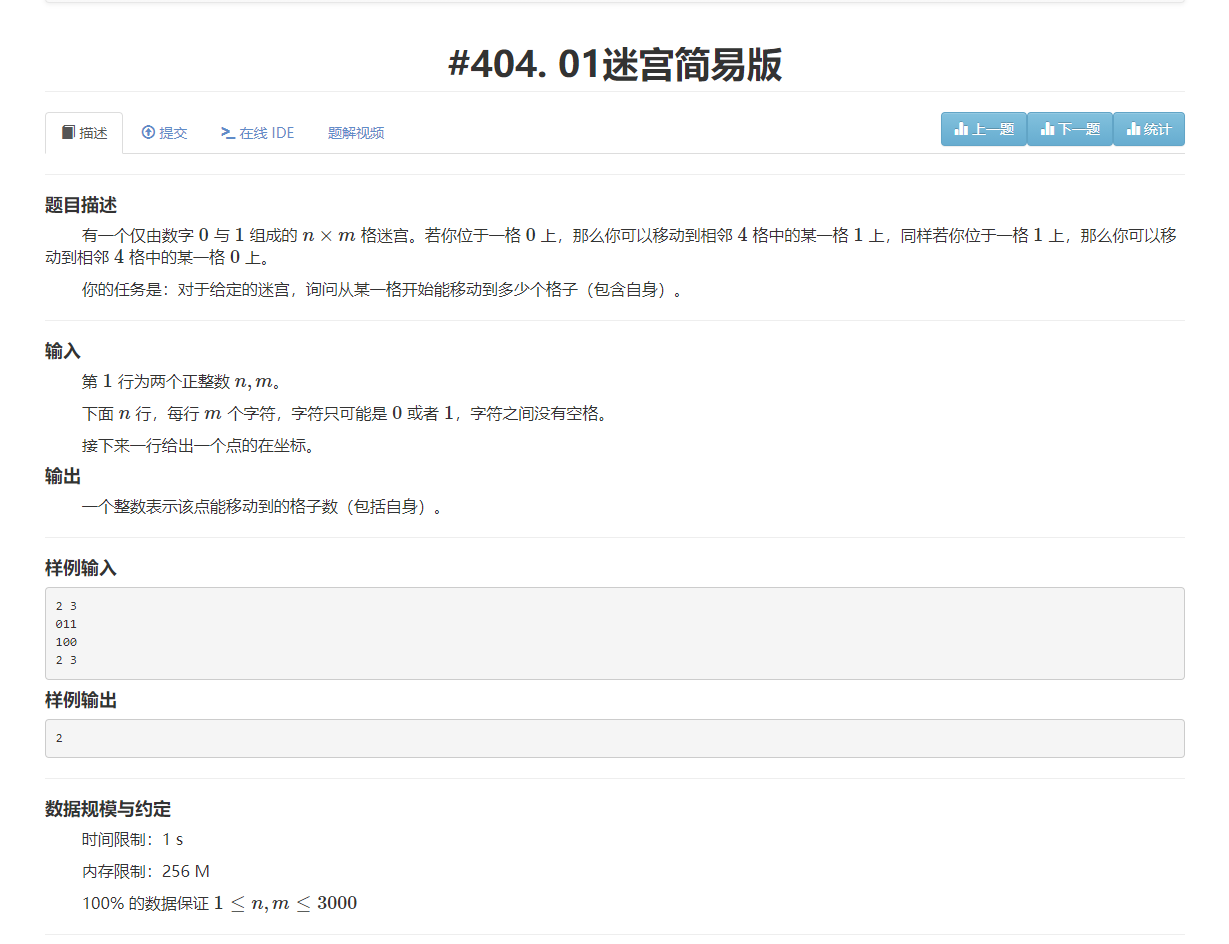 #404. 01迷宫简易版
描述 提交 在线 IDE 题解视频 上一题 下一题 统计
题目描述
有一个仅由数字 0 与 1 组成的 n × m 格迷宫。若你位于一格 0 上，那么你可以移动到相邻 4 格中的某一格 1 上，同样若你位于一格 1 上，那么你可以移
动到相邻 4 格中的某一格 0 上。
你的任务是：对于给定的迷宫，询问从某一格开始能移动到多少个格子（包含自身）。
输入
第 1 行为两个正整数 n, m。
下面 n 行，每行 m 个字符，字符只可能是 0 或者 1，字符之间没有空格。
接下来一行给出一个点的在坐标。
输出
一个整数表示该点能移动到的格子数（包括自身）。
样例输入
2 3
011
100
2 3
样例输出
2
数据规模与约定
时间限制：1 s
内存限制：256 M
100% 的数据保证 1 ≤ n, m ≤ 3000